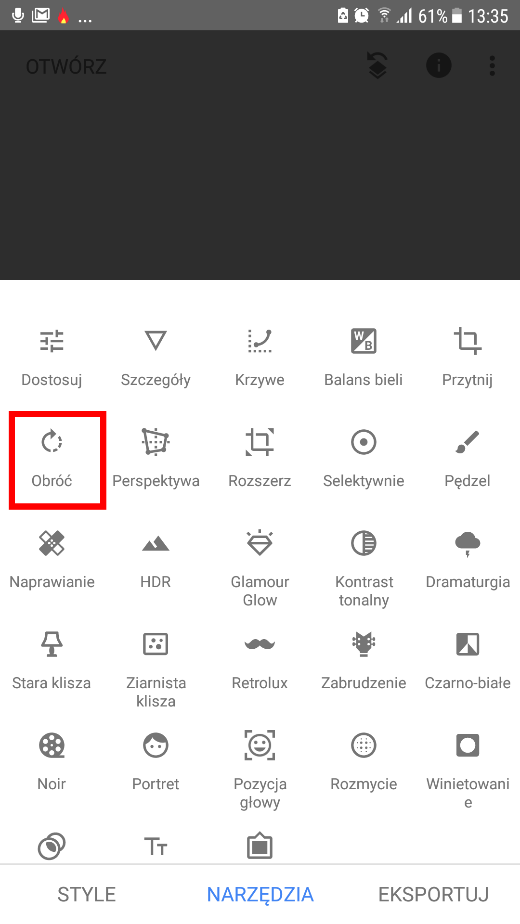 ... 61% 13:35
OTWÓRZ
Dostosuj Szczegóły Krzywe Balans bieli Przytnij
Obróć Perspektywa Rozszerz Selektywnie Pędzel
Naprawianie HDR Glamour Kontrast Dramaturgia
Glow tonalny
Stara klisza Ziarnista Retrolux Zabrudzenie Czarno-białe
klisza
Noir Portret Pozycja Rozmycie Winietowani
głowy e
STYLE NARZĘDZIA EKSPORTUJ